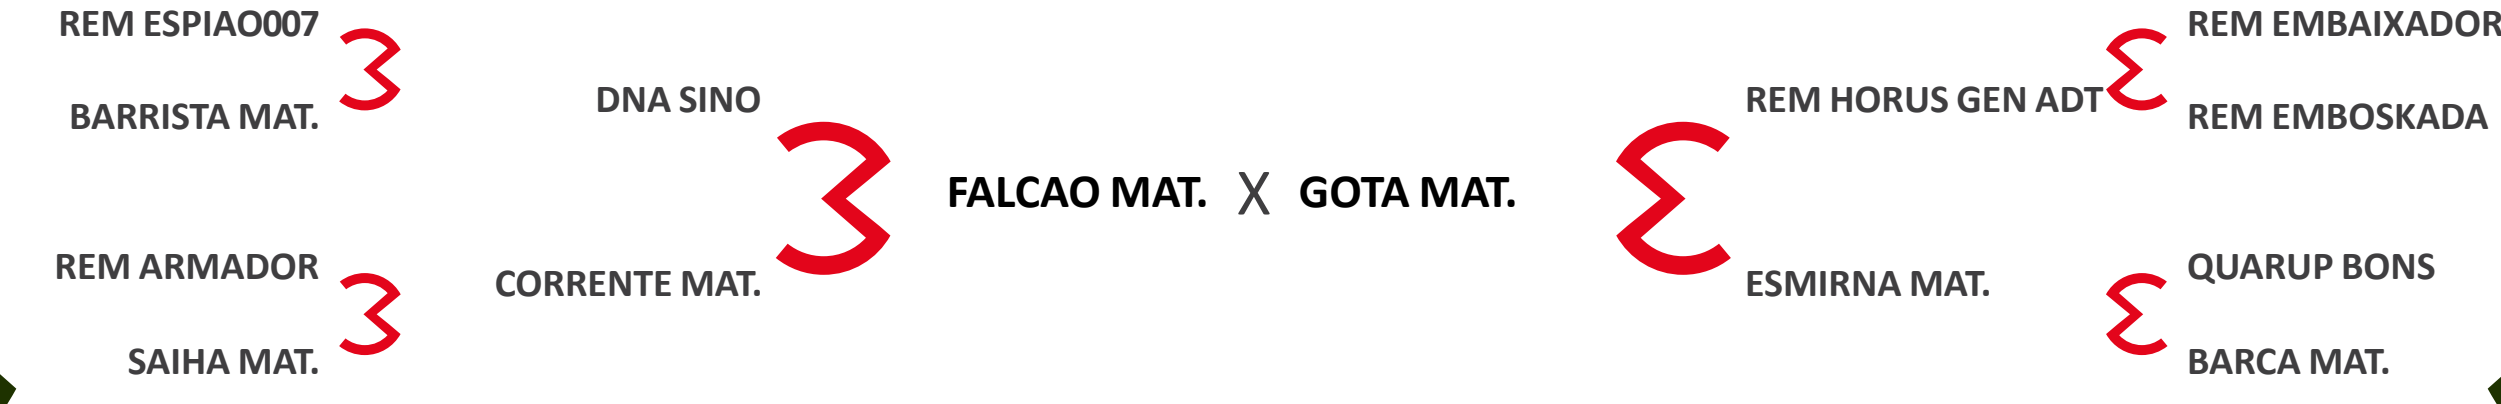 REM ESPIAO007
BARRISTA MAT.
REM ARMADOR
SAIHA MAT.
DNA SINO
CORRENTE MAT.
FALCAO MAT. X GOTA MAT.
REM HORUS GEN ADT
ESMIRNA MAT.
REM EMBAIXADOR
REM EMBOSKADA
QUARUP BONS
BARCA MAT.